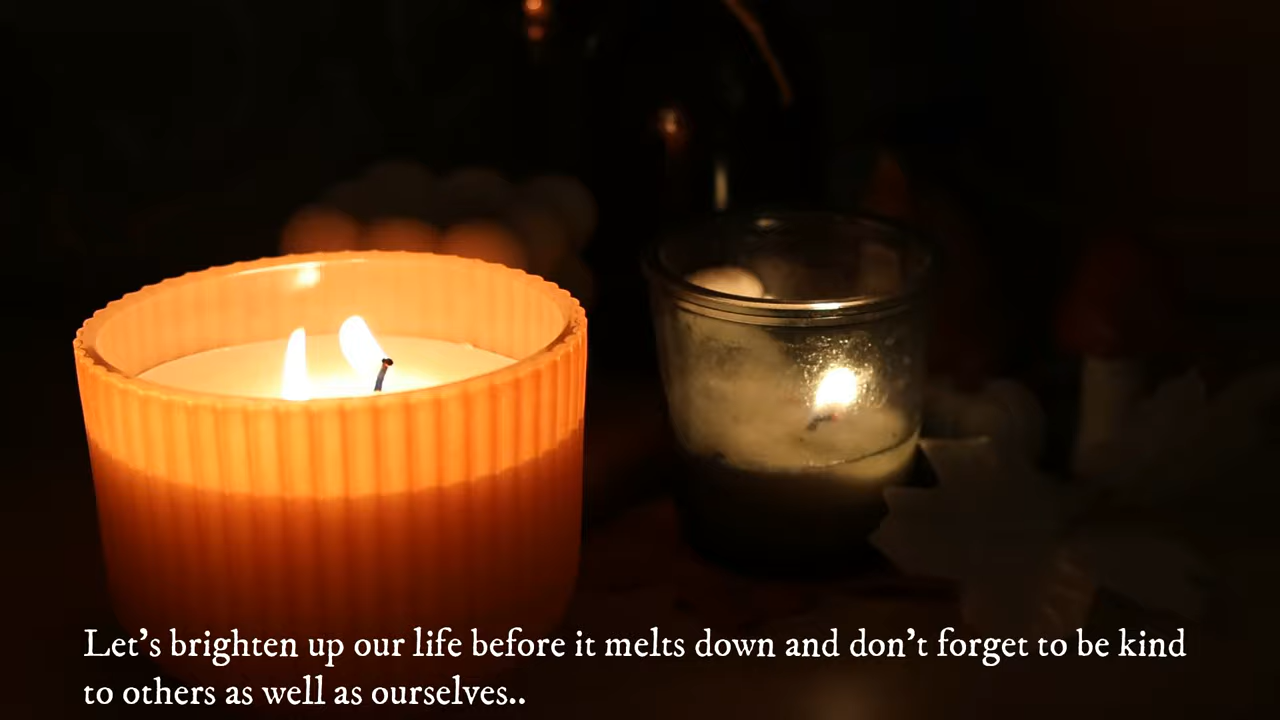 Let’s brighten up our life before it melts down and don’t forget to be kind
to others as well as ourselves..